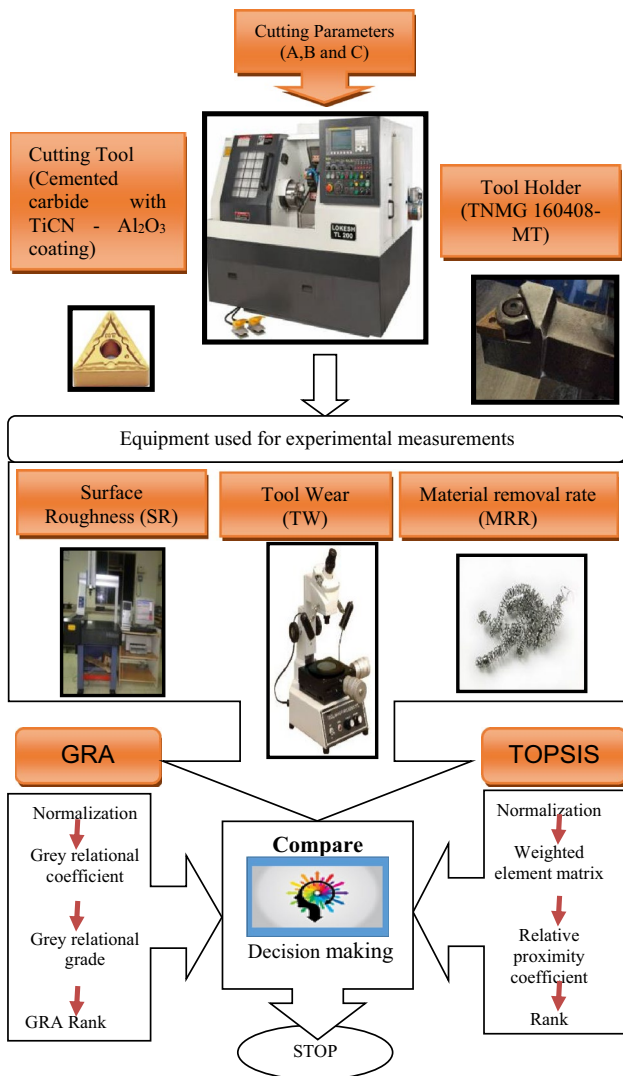 Cutting Parameters
(A,B and C)
Cutting Tool
(Cemented
carbide with
TiCN - Al₂O₃
coating)
LOKESH
TL 200
Tool Holder
(TNMG 160408-
MT)
Equipment used for experimental measurements
Surface
Roughness (SR)
Tool Wear
(TW)
Material removal rate
(MRR)
GRA
TOPSIS
Normalization
Grey relational
coefficient
Grey relational
grade
GRA Rank
Compare
Decision making
Normalization
Weighted
element matrix
Relative
proximity
coefficient
Rank
STOP